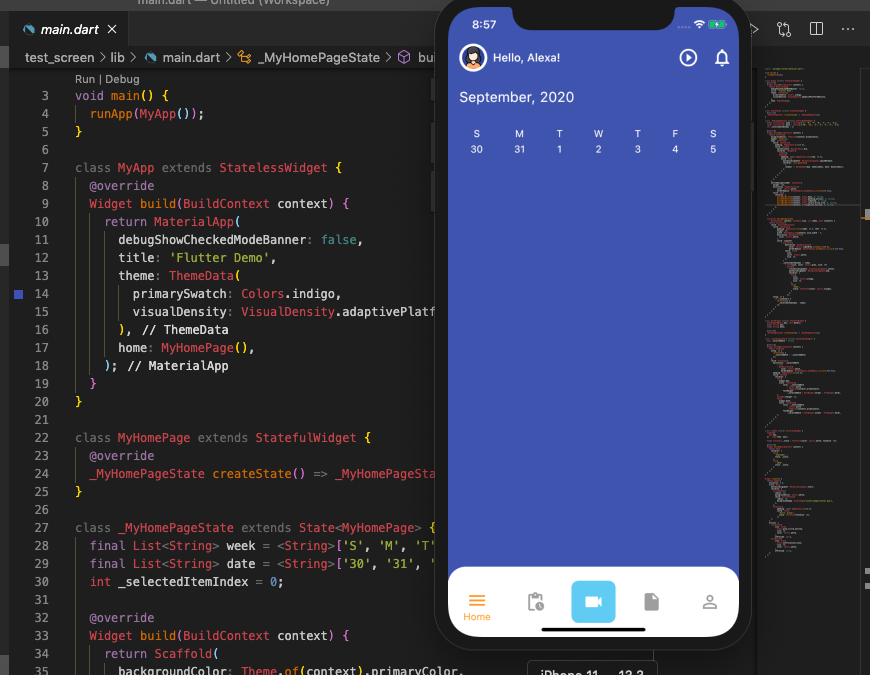 main.dart — Untitled (Workspace)
main.dart
test_screen > lib > main.dart > _MyHomePageState > bui
Run | Debug
3 void main() {
4 runApp(MyApp());
5 }
6
7 class MyApp extends StatelessWidget {
8 @override
9 Widget build(BuildContext context) {
10 return MaterialApp(
11 debugShowCheckedModeBanner: false,
12 title: 'Flutter Demo',
13 theme: ThemeData(
14 primarySwatch: Colors.indigo,
15 visualDensity: VisualDensity.adaptivePlatf
16 ), // ThemeData
17 home: MyHomePage(),
18 ); // MaterialApp
19 }
20 }
21
22 class MyHomePage extends StatefulWidget {
23 @override
24 _MyHomePageState createState() => _MyHomePageSta
25 }
26
27 class _MyHomePageState extends State<MyHomePage> {
28 final List<String> week = <String>['S', 'M', 'T'
29 final List<String> date = <String>['30', '31', '
30 int _selectedItemIndex = 0;
31
32 @override
33 Widget build(BuildContext context) {
34 return Scaffold(
35 backgroundColor: Theme.of(context).primaryColor,
8:57
Hello, Alexa!
September, 2020
S M T W T F S
30 31 1 2 3 4 5
Home
iPhone 11 — 13.3